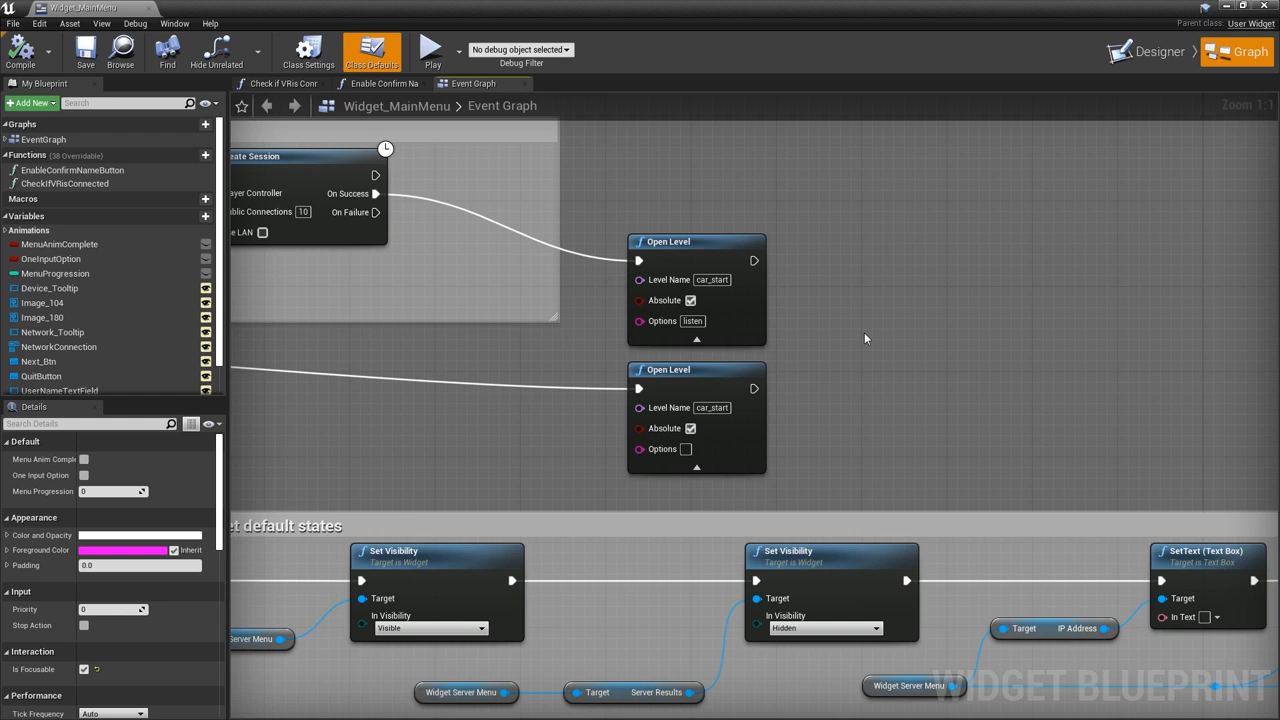 Widget_MainMenu
File Edit Asset View Debug Window Help
Parent class: User Widget
Compile Save Browse Find Hide Unrelated Class Settings Class Defaults Play
No debug object selected
Debug Filter
Designer Graph
My Blueprint
Check if VRis Conr
Enable Confirm Na
Event Graph
Add New Search
Widget_MainMenu > Event Graph
Zoom 1:1
Graphs
EventGraph
Functions (38 Overridable)
EnableConfirmNameButton
CheckIfVRisConnected
Macros
Variables
Animations
MenuAnimComplete
OneInputOption
MenuProgression
Device_Tooltip
Image_104
Image_180
Network_Tooltip
NetworkConnection
Next_Btn
QuitButton
UserNameTextField
Details
Search Details
Default
Menu Anim Comple
One Input Option
Menu Progression 0
Appearance
Color and Opacity
Foreground Color Inherit
Padding 0.0
Input
Priority 0
Stop Action
Interaction
Is Focusable
Performance
Tick Frequency Auto
eate Session
ayer Controller On Success
ublic Connections 10 On Failure
se LAN
Open Level
Level Name car_start
Absolute
Options listen
Open Level
Level Name car_start
Absolute
Options
et default states
Set Visibility
Target is Widget
Target
In Visibility
Visible
Server Menu
Widget Server Menu
Target Server Results
Set Visibility
Target is Widget
Target
In Visibility
Hidden
Widget Server Menu
Target IP Address
SetText (Text Box)
Target is Text Box
Target
In Text
WIDGET BLUEPRINT